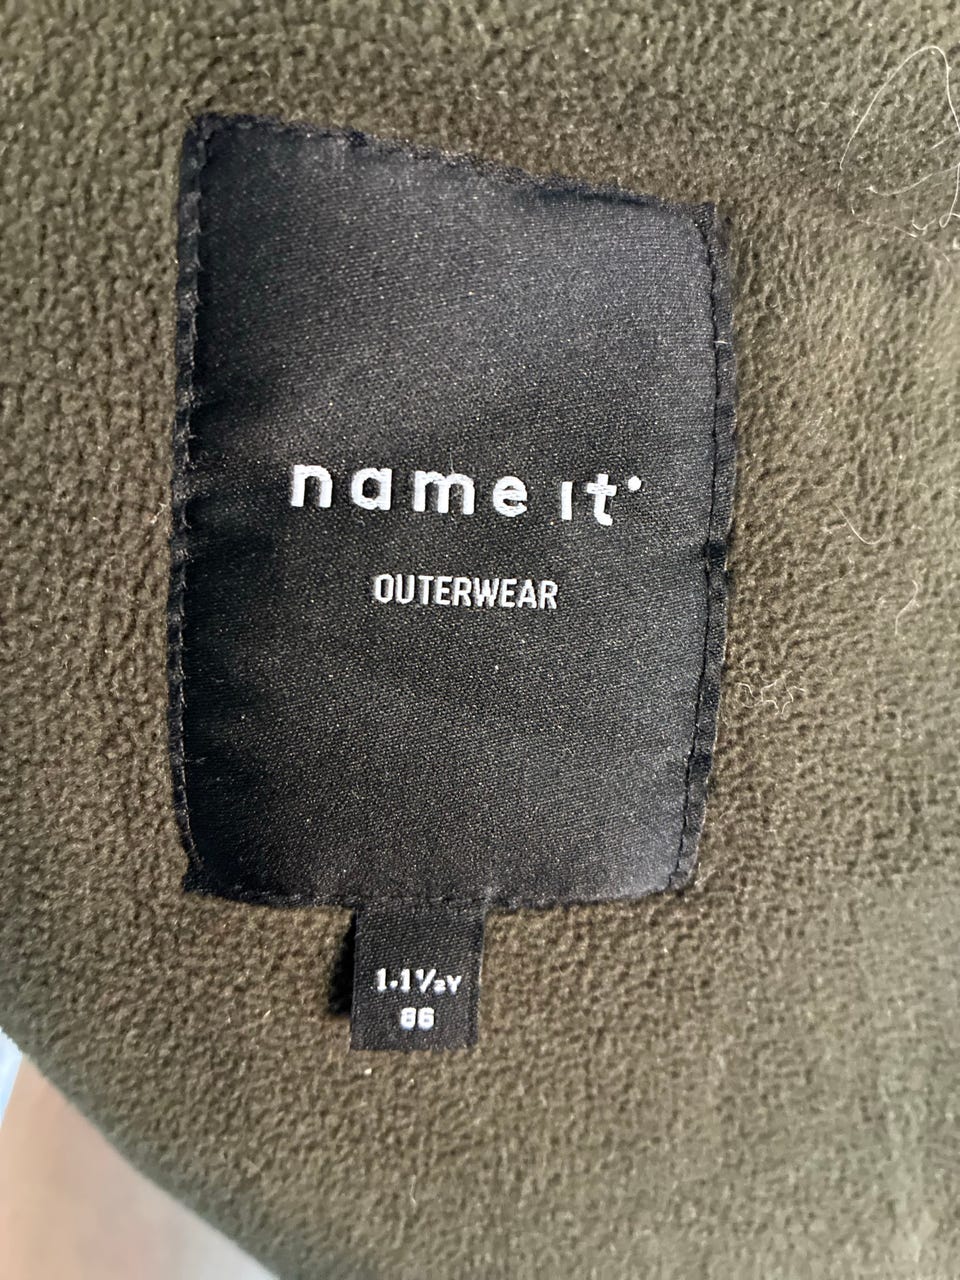 name it
OUTERWEAR
1-1½Y
86